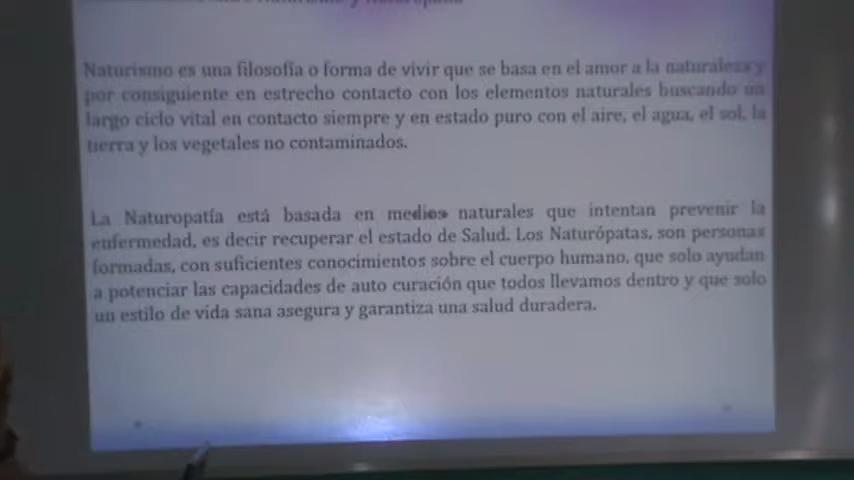 Naturismo es una filosofía o forma de vivir que se basa en el amor a la naturaleza y
por consiguiente en estrecho contacto con los elementos naturales buscando un
largo ciclo vital en contacto siempre y en estado puro con el aire, el agua, el sol, la
tierra y los vegetales no contaminados.
La Naturopatía está basada en medios naturales que intentan prevenir la
enfermedad, es decir recuperar el estado de Salud. Los Naturópatas, son personas
formadas, con suficientes conocimientos sobre el cuerpo humano, que solo ayudan
a potenciar las capacidades de auto curación que todos llevamos dentro y que solo
un estilo de vida sana asegura y garantiza una salud duradera.